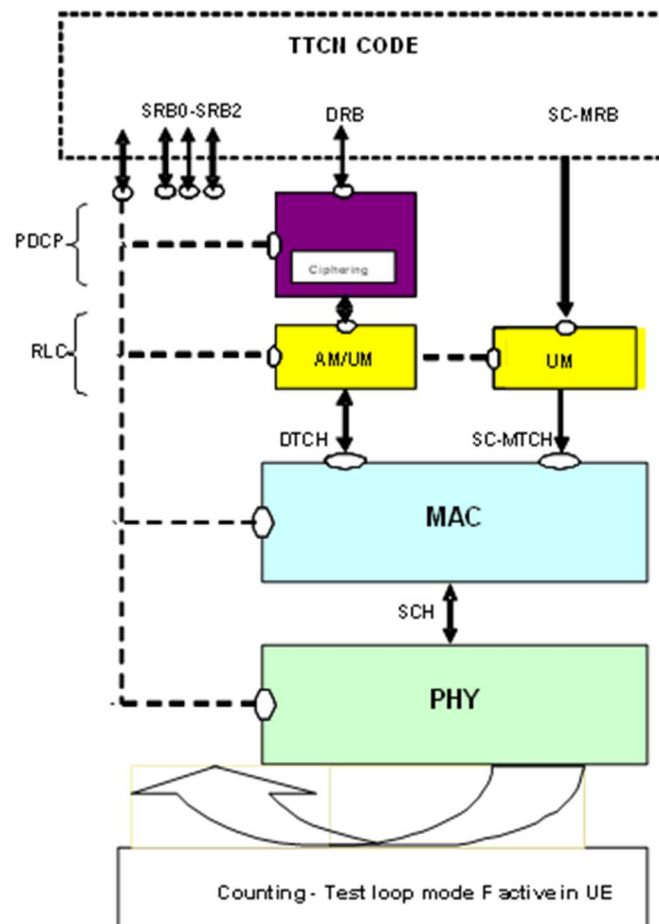 TTCN CODE
SRB0-SRB2 DRB SC-MRB
PDCP
Ciphering
RLC
AM/UM UM
DTCH SC-MTCH
MAC
SCH
PHY
Counting - Test loop mode F active in UE